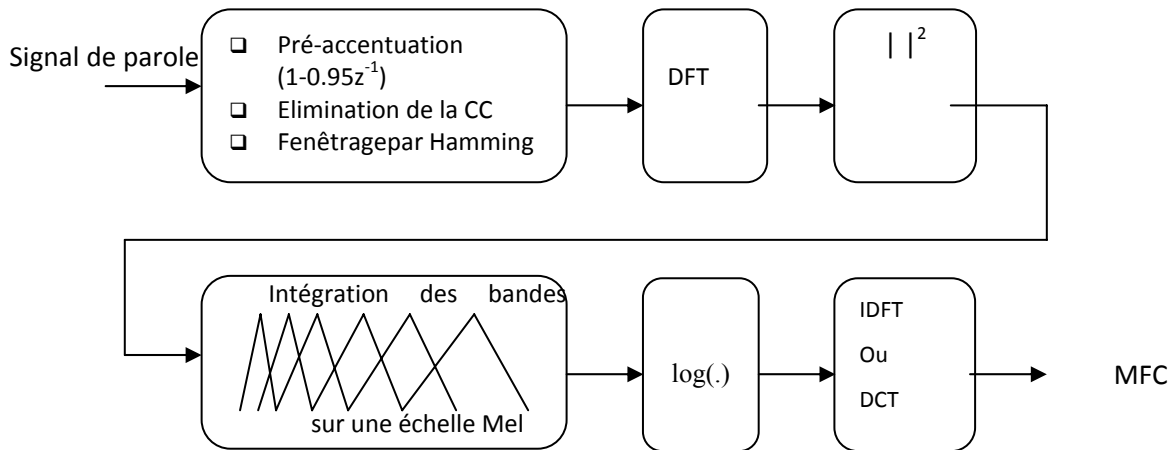 Signal de parole
❑ Pré-accentuation
(1-0.95z⁻¹)
❑ Elimination de la CC
❑ Fenêtragepar Hamming
DFT
| |²
Intégration des bandes
sur une échelle Mel
log(.)
IDFT
Ou
DCT
MFC